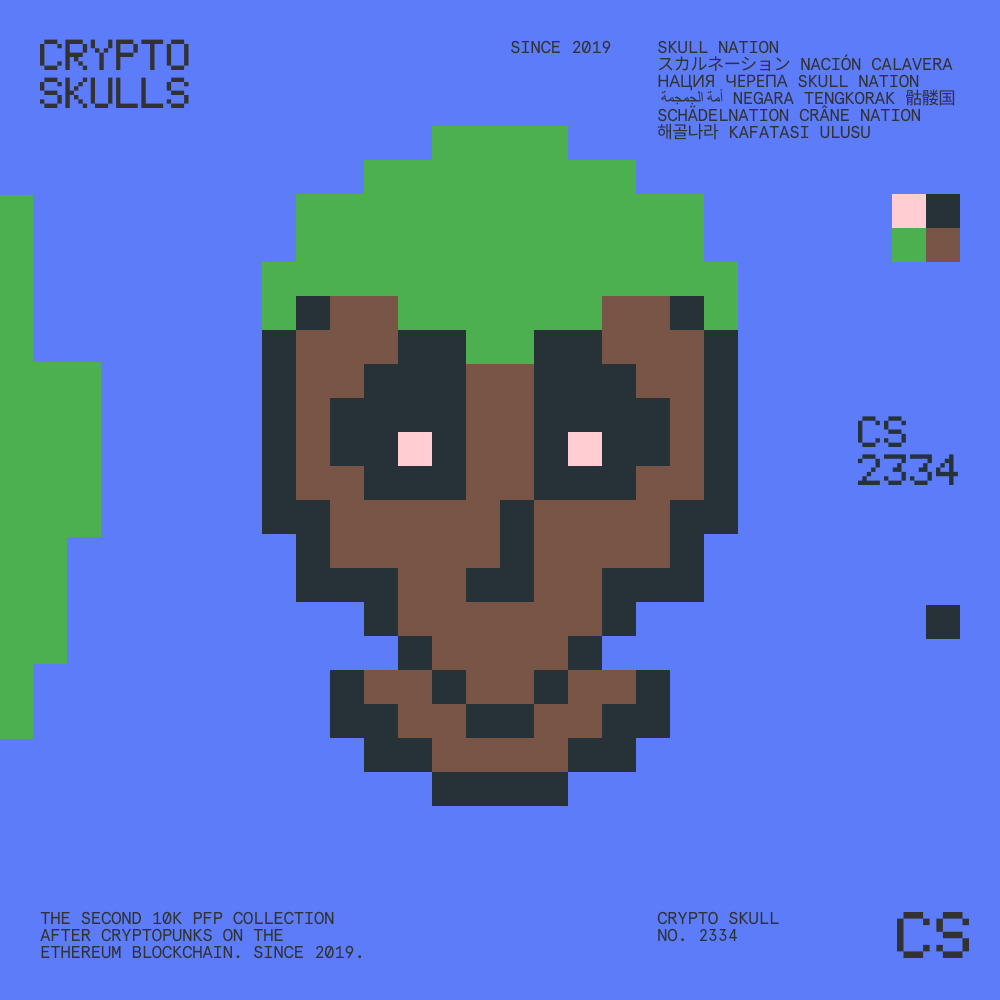 CRYPTO
SKULLS
SINCE 2019
SKULL NATION
スカルネーション NACIÓN CALAVERA
НАЦИЯ ЧЕРЕПА SKULL NATION
أمة الجمجمة NEGARA TENGKORAK 骷髅国
SCHÄDELNATION CRÂNE NATION
해골나라 KAFATASI ULUSU
CS
2334
THE SECOND 10K PFP COLLECTION
AFTER CRYPTOPUNKS ON THE
ETHEREUM BLOCKCHAIN. SINCE 2019.
CRYPTO SKULL
NO. 2334
CS